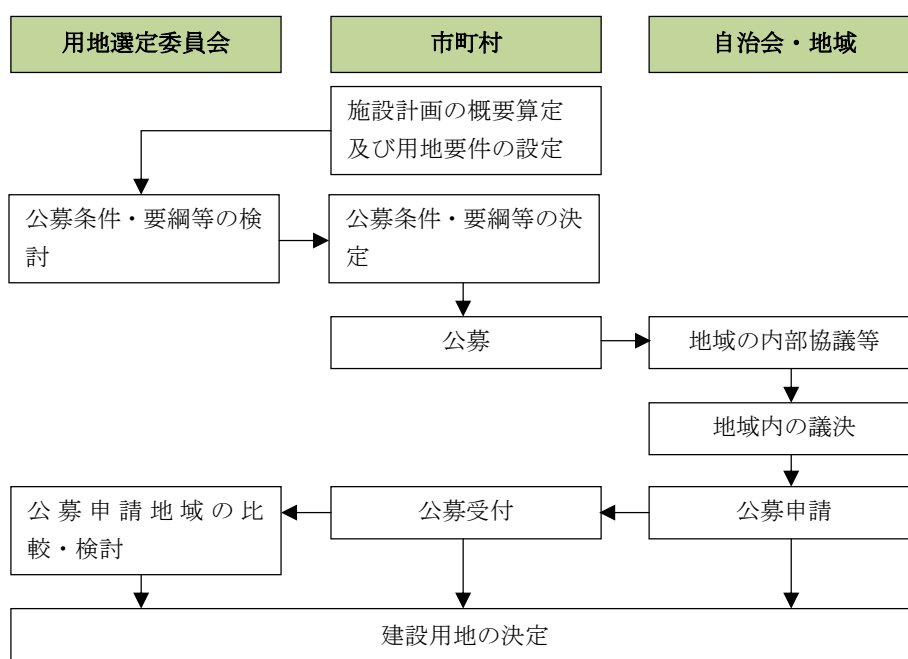 用地選定委員会
市町村
自治会・地域
施設計画の概要算定
及び用地要件の設定
公募条件・要綱等の検
討
公募条件・要綱等の決
定
公募
地域の内部協議等
地域内の議決
公募申請地域の比
較・検討
公募受付
公募申請
建設用地の決定